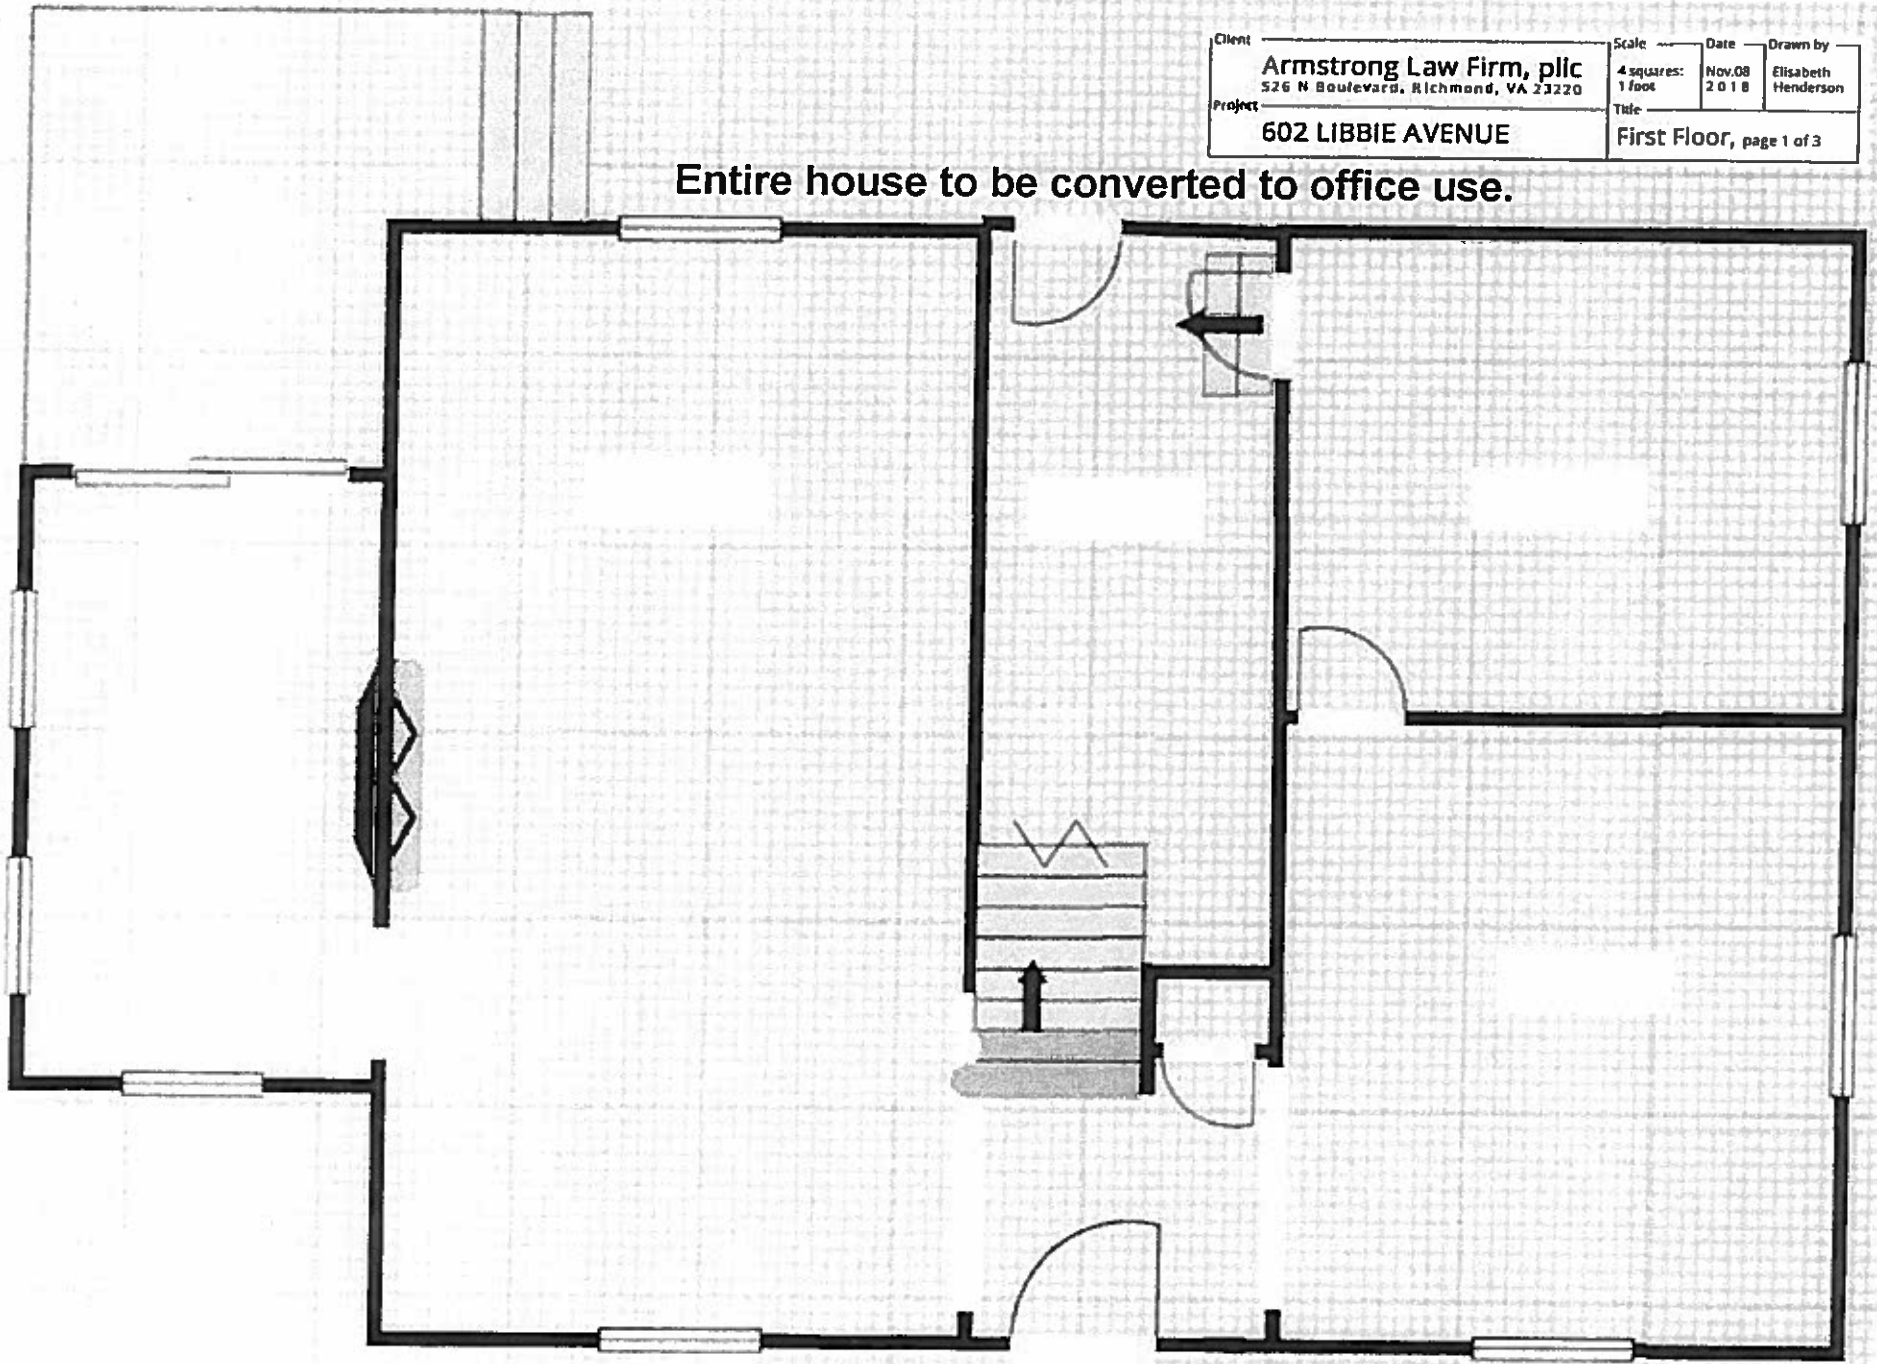 Client
Armstrong Law Firm, pllc
526 N Boulevard, Richmond, VA 23220
Project
602 LIBBIE AVENUE
Scale
4 squares:
1 foot
Date
Nov.08
2018
Drawn by
Elisabeth
Henderson
Title
First Floor, page 1 of 3
Entire house to be converted to office use.